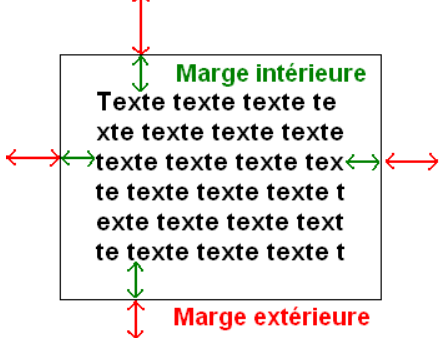 Marge intérieure
Texte texte texte te
xte texte texte texte
texte texte texte tex
te texte texte texte t
exte texte texte text
te texte texte texte t
Marge extérieure